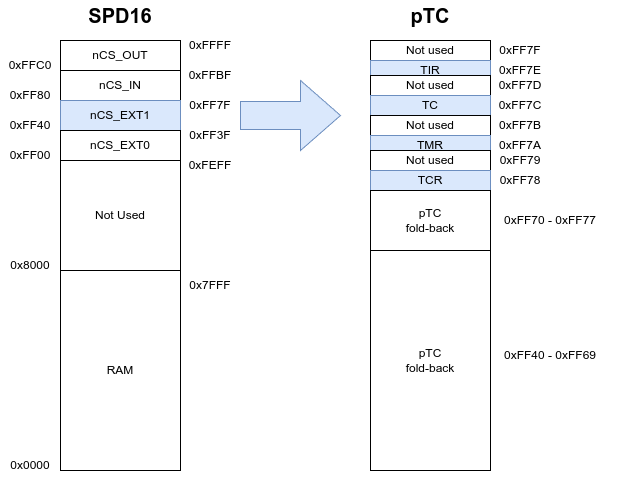 SPD16
pTC
nCS_OUT
0xFFFF
0xFFC0
nCS_IN
0xFFBF
0xFF80
nCS_EXT1
0xFF7F
0xFF40
nCS_EXT0
0xFF3F
0xFF00
0xFEFF
Not Used
0x8000
0x7FFF
RAM
0x0000
Not used
0xFF7F
TIR
0xFF7E
Not used
0xFF7D
TC
0xFF7C
Not used
0xFF7B
TMR
0xFF7A
Not used
0xFF79
TCR
0xFF78
pTC
fold-back
0xFF70 - 0xFF77
pTC
fold-back
0xFF40 - 0xFF69